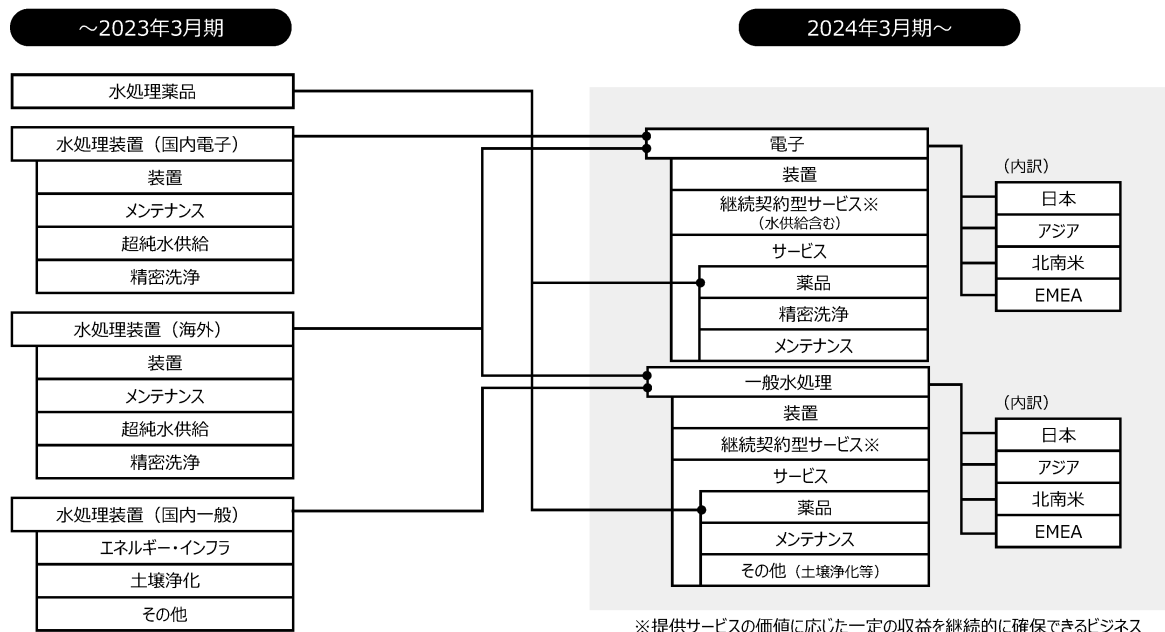 ～2023年3月期
水処理薬品
水処理装置（国内電子）
装置
メンテナンス
超純水供給
精密洗浄
水処理装置（海外）
装置
メンテナンス
超純水供給
精密洗浄
水処理装置（国内一般）
エネルギー・インフラ
土壌浄化
その他
2024年3月期～
電子
装置
継続契約型サービス※
（水供給含む）
サービス
薬品
精密洗浄
メンテナンス
（内訳）
日本
アジア
北南米
EMEA
一般水処理
装置
継続契約型サービス※
サービス
薬品
メンテナンス
その他（土壌浄化等）
（内訳）
日本
アジア
北南米
EMEA
※提供サービスの価値に応じた一定の収益を継続的に確保できるビジネス